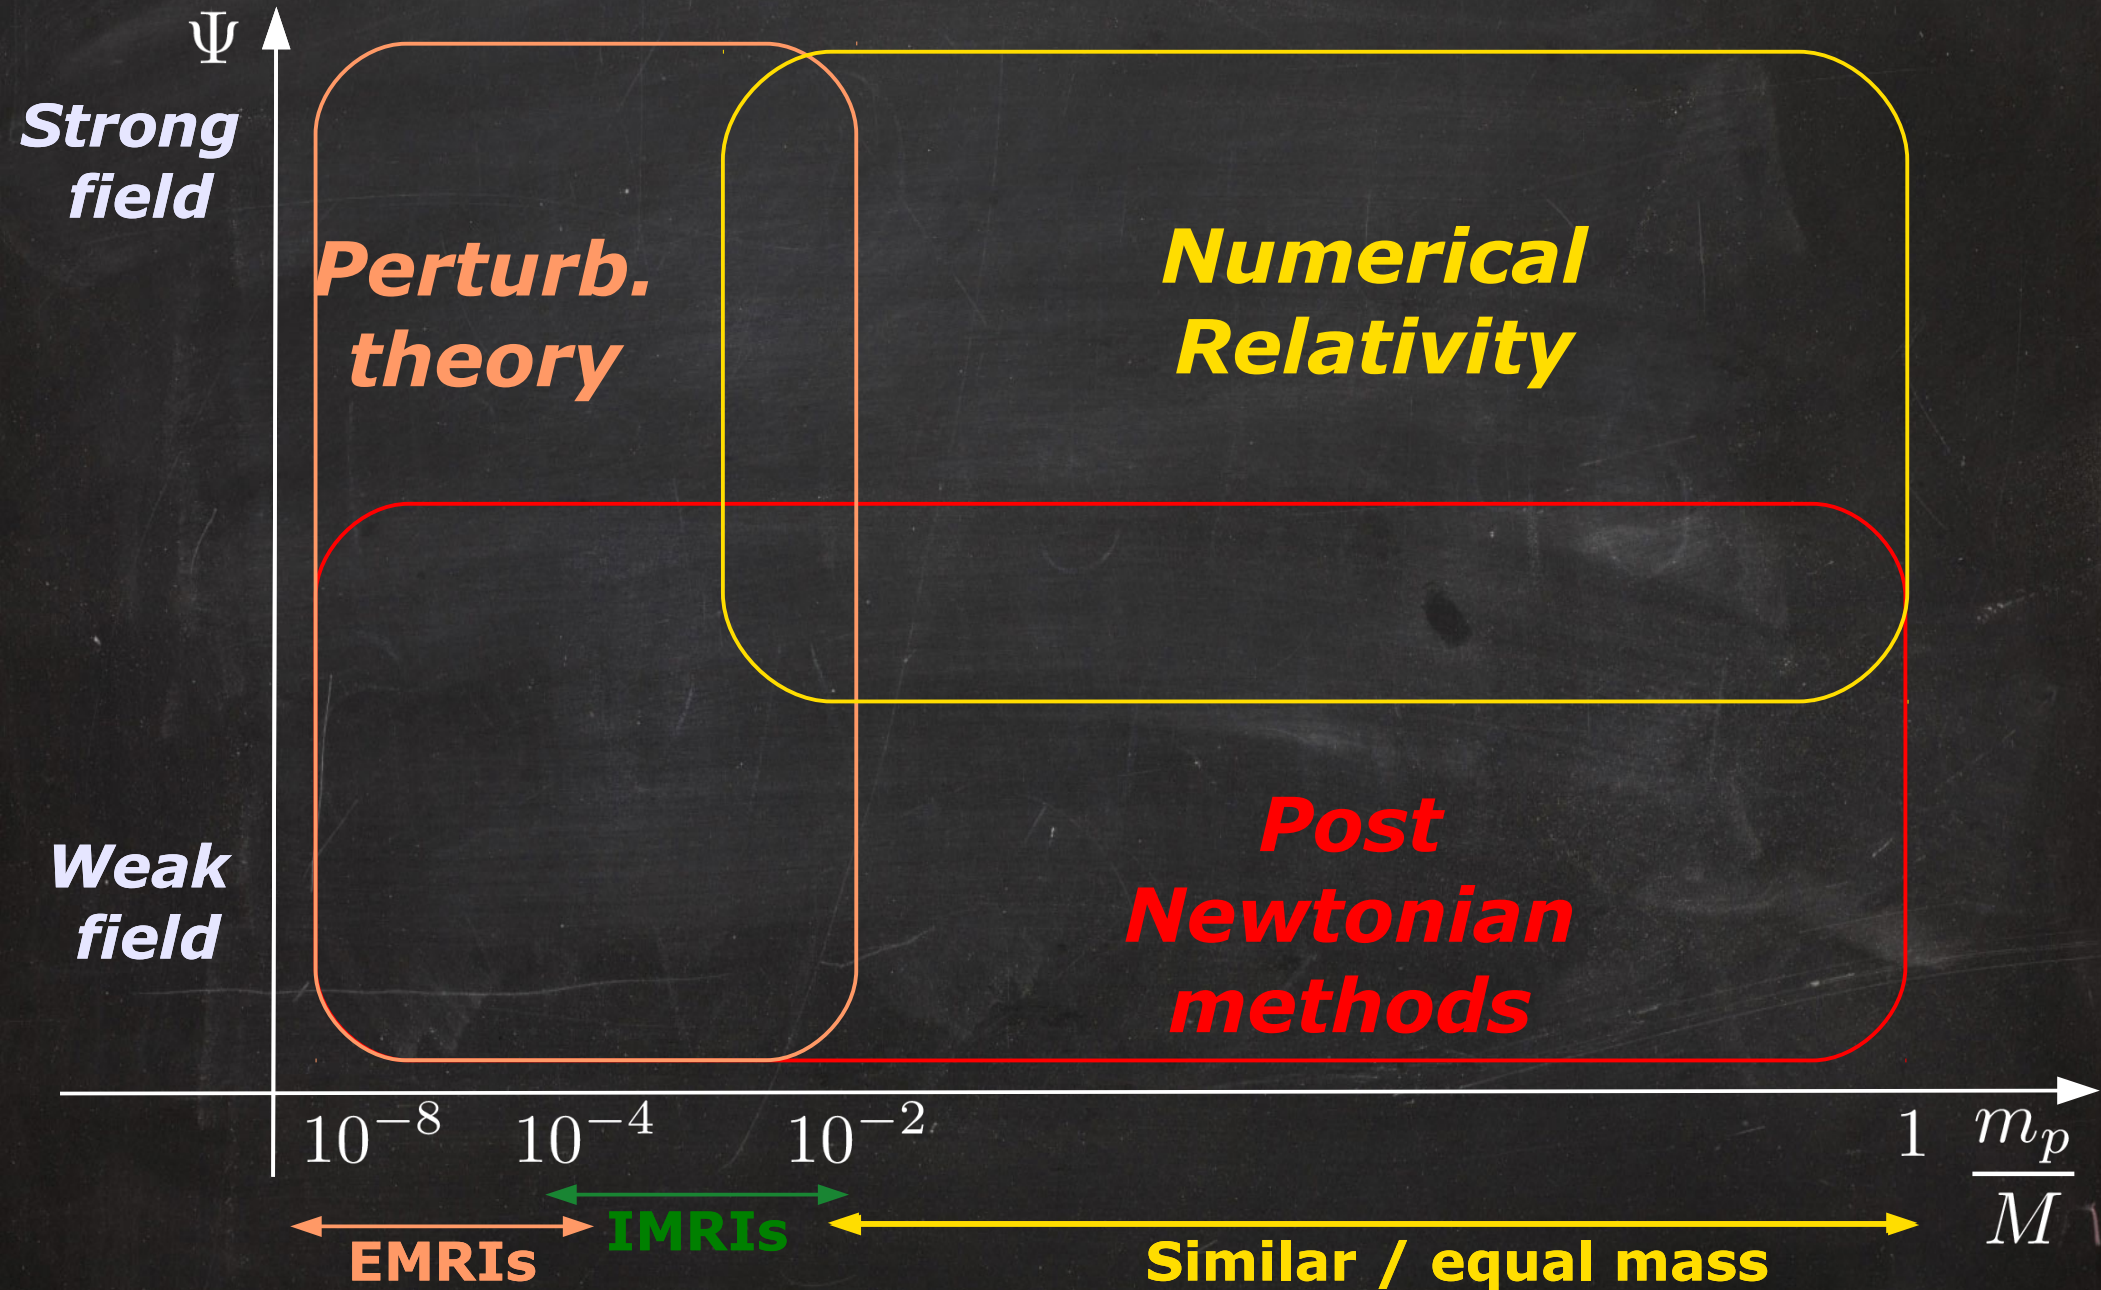 Ψ
Strong
field
Perturb.
theory
Numerical
Relativity
Weak
field
Post
Newtonian
methods
10⁻⁸ 10⁻⁴ 10⁻² 1
m_p
M
EMRIs
IMRIs
Similar / equal mass